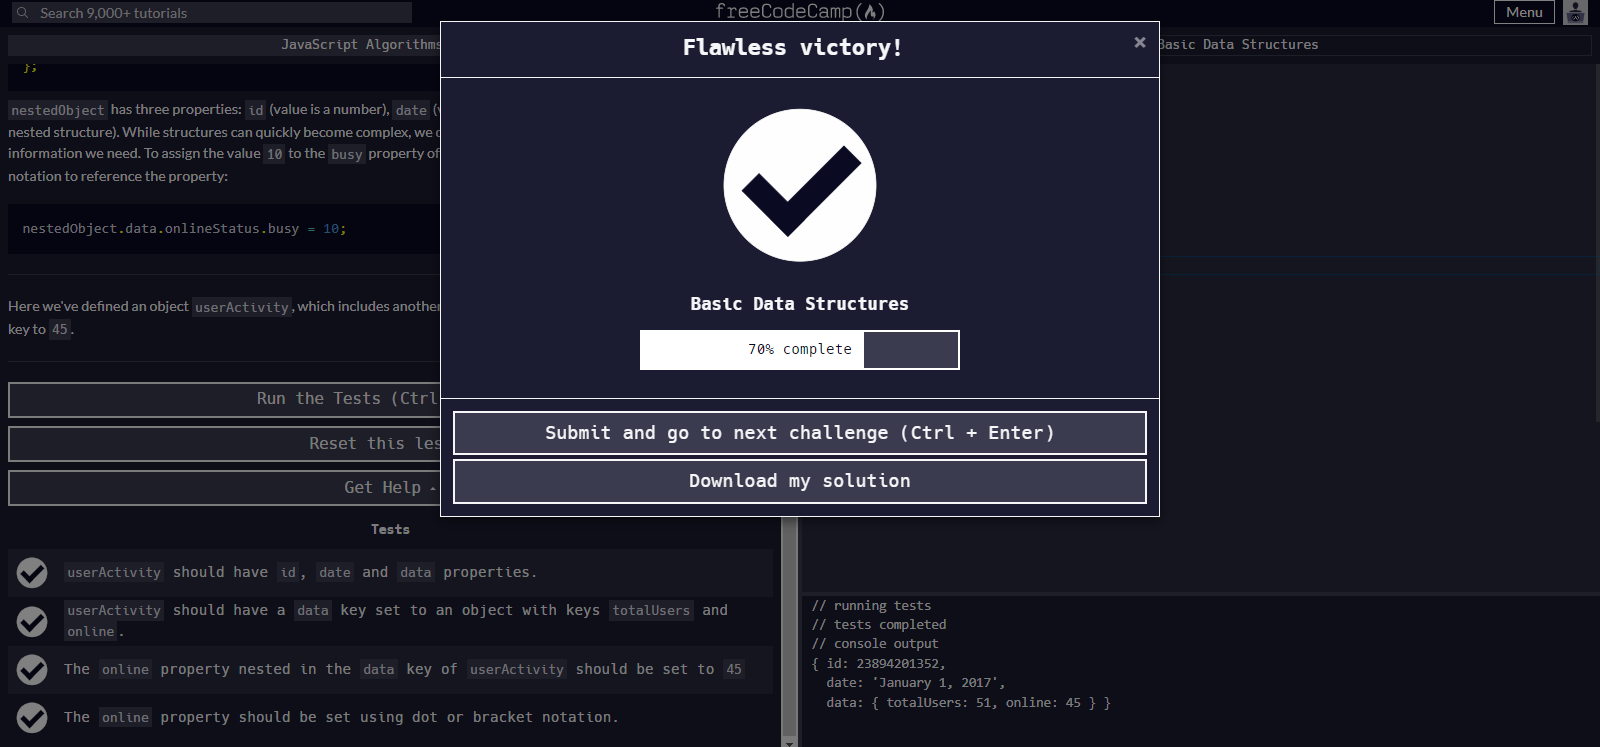 Search 9,000+ tutorials
freeCodeCamp
Menu
JavaScript Algorithms
Basic Data Structures
};
nestedObject has three properties: id (value is a number), date (
nested structure). While structures can quickly become complex, we
information we need. To assign the value 10 to the busy property of
notation to reference the property:
nestedObject.data.onlineStatus.busy = 10;
Here we've defined an object userActivity, which includes another
key to 45.
Run the Tests (Ctrl
Reset this les
Get Help
Tests
userActivity should have id, date and data properties.
userActivity should have a data key set to an object with keys totalUsers and
online.
The online property nested in the data key of userActivity should be set to 45
The online property should be set using dot or bracket notation.
Flawless victory!
×
Basic Data Structures
70% complete
Submit and go to next challenge (Ctrl + Enter)
Download my solution
// running tests
// tests completed
// console output
{ id: 23894201352,
date: 'January 1, 2017',
data: { totalUsers: 51, online: 45 } }